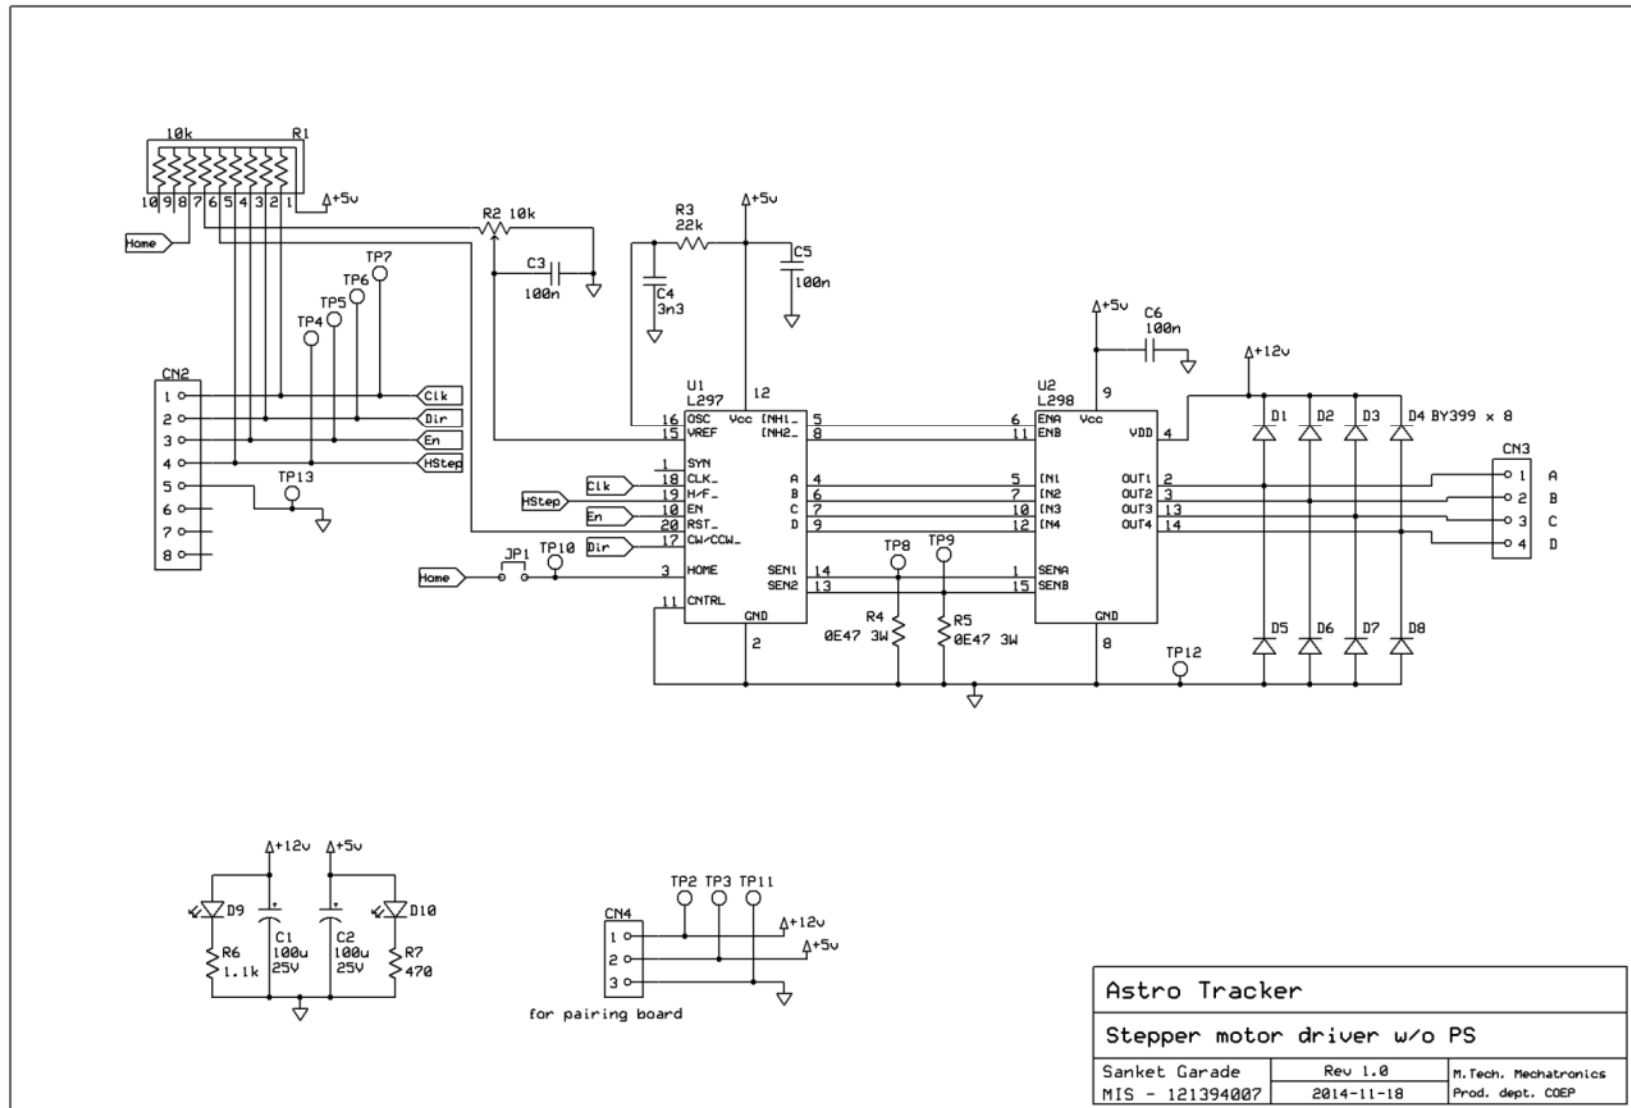 10k R1
10 9 8 7 6 5 4 3 2 1 +5v
Home
R2 10k
C3
100n
TP7
TP6
TP5
TP4
R3
22k
+5v
C4
3n3
C5
100n
CN2
1 Clk
2 Dir
3 En
4 HStep
5 TP13
6
7
8
U1
L297
12
16 OSC Vcc INH1_ 5
15 VREF INH2_ 8
1 SYN
Clk 18 CLK_ A 4
HStep 19 H/F_ B 6
En 10 EN C 7
20 RST_ D 9
Dir 17 CW/CCW_
Home JP1 TP10 3 HOME SEN1 14
SEN2 13
11 CNTRL
GND
2
TP8
TP9
R4
0E47 3W
R5
0E47 3W
+5v
C6
100n
U2
L298
9
6 ENA Vcc
11 ENB VDD 4
5 IN1 OUT1 2
7 IN2 OUT2 3
10 IN3 OUT3 13
12 IN4 OUT4 14
1 SENA
15 SENB
GND
8
TP12
+12v
D1 D2 D3 D4 BY399 x 8
D5 D6 D7 D8
CN3
1 A
2 B
3 C
4 D
+12v +5v
D9
R6
1.1k
C1
100u
25V
C2
100u
25V
D10
R7
470
TP2 TP3 TP11
CN4
1 +12v
2 +5v
3
for pairing board
Astro Tracker
Stepper motor driver w/o PS
Sanket Garade Rev 1.0 M.Tech. Mechatronics
MIS - 121394007 2014-11-18 Prod. dept. COEP